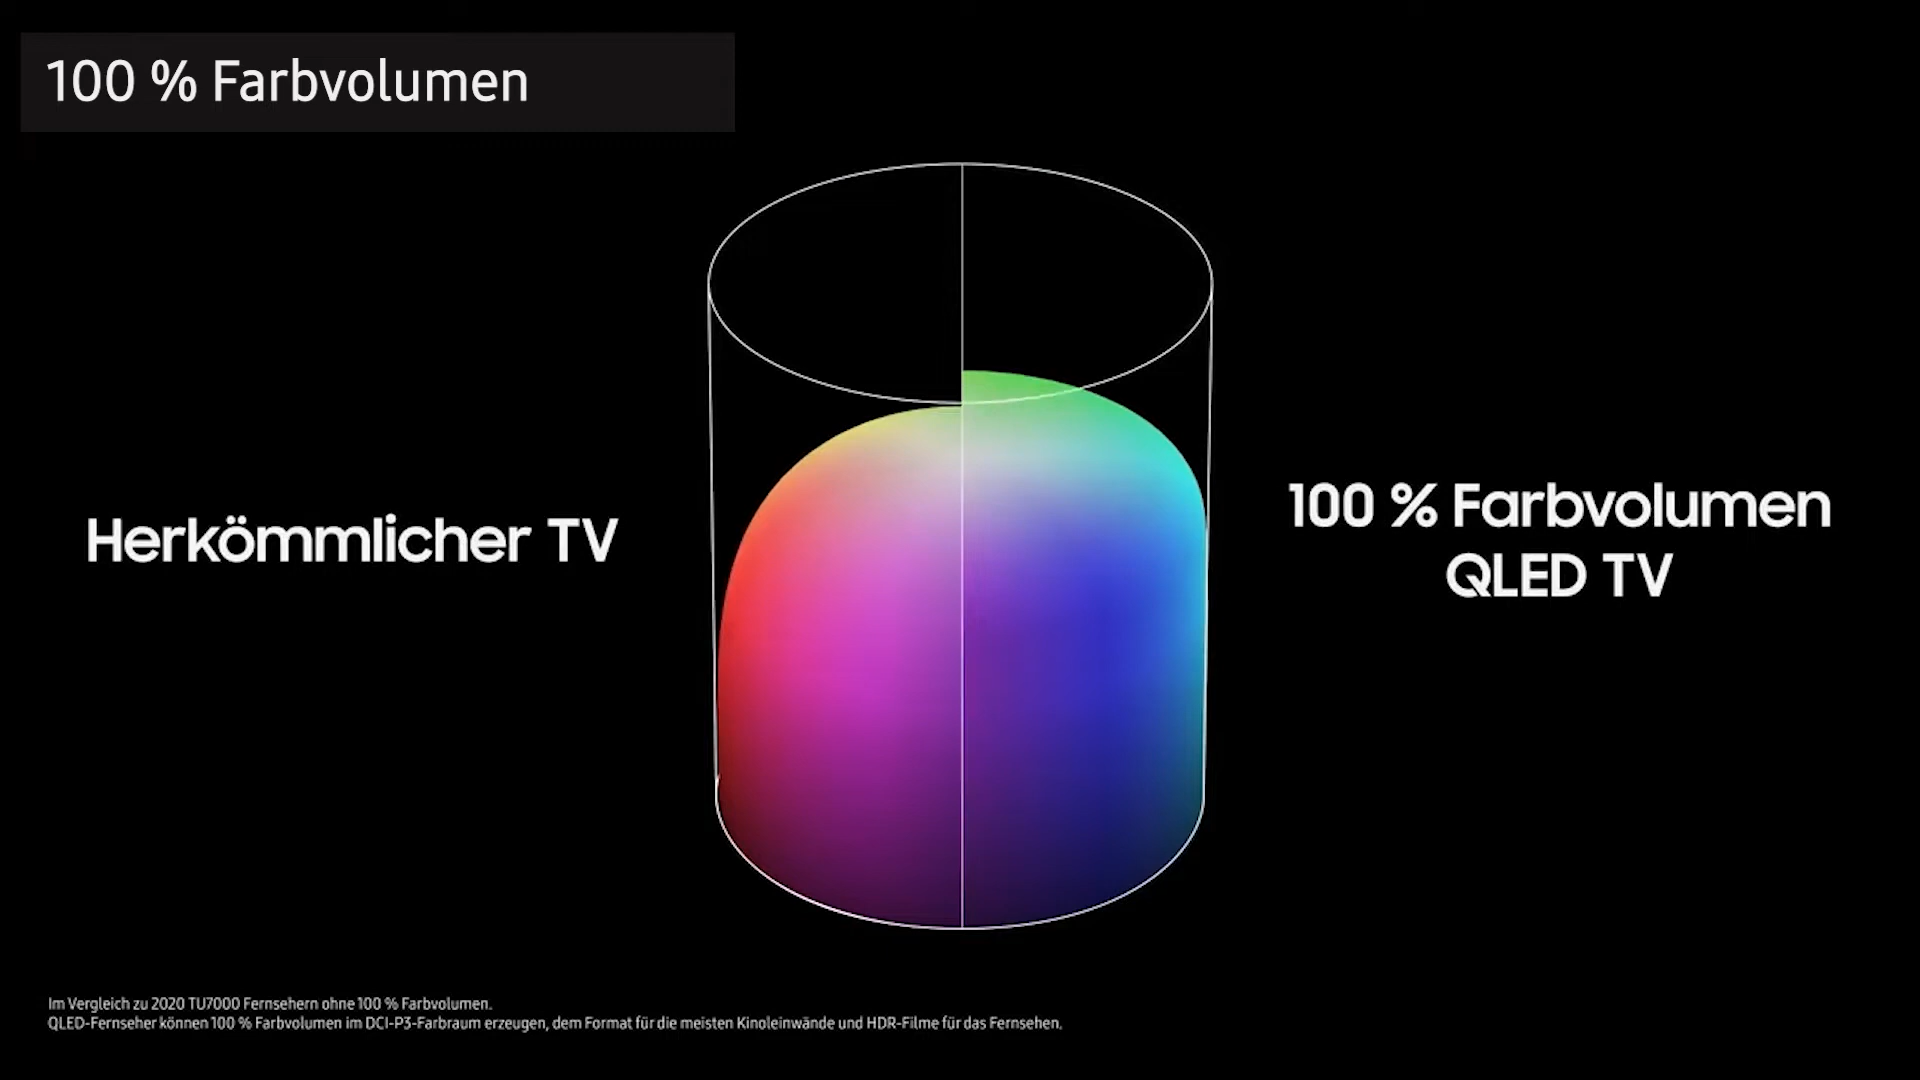 100 % Farbvolumen
Herkömmlicher TV
100 % Farbvolumen
QLED TV
Im Vergleich zu 2020 TU7000 Fernsehern ohne 100 % Farbvolumen.
QLED-Fernseher können 100 % Farbvolumen im DCI-P3-Farbraum erzeugen, dem Format für die meisten Kinoleinwände und HDR-Filme für das Fernsehen.